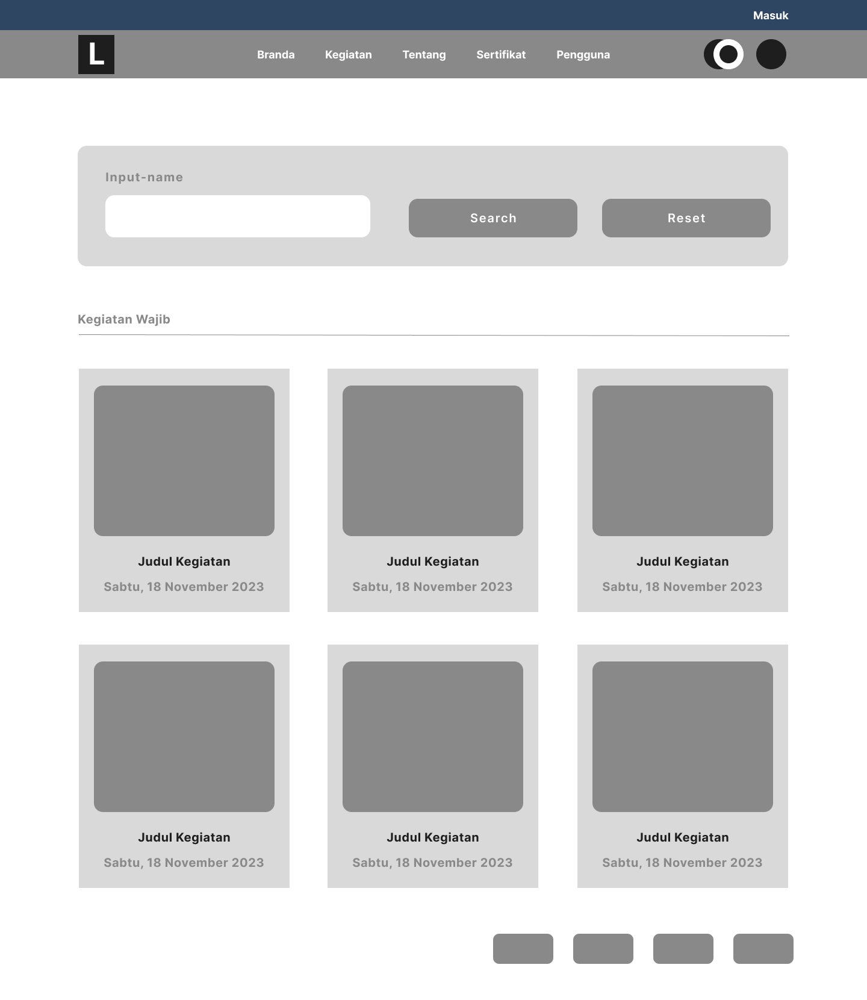 Masuk
L
Branda Kegiatan Tentang Sertifikat Pengguna
Input-name
Search Reset
Kegiatan Wajib
Judul Kegiatan Judul Kegiatan Judul Kegiatan
Sabtu, 18 November 2023 Sabtu, 18 November 2023 Sabtu, 18 November 2023
Judul Kegiatan Judul Kegiatan Judul Kegiatan
Sabtu, 18 November 2023 Sabtu, 18 November 2023 Sabtu, 18 November 2023